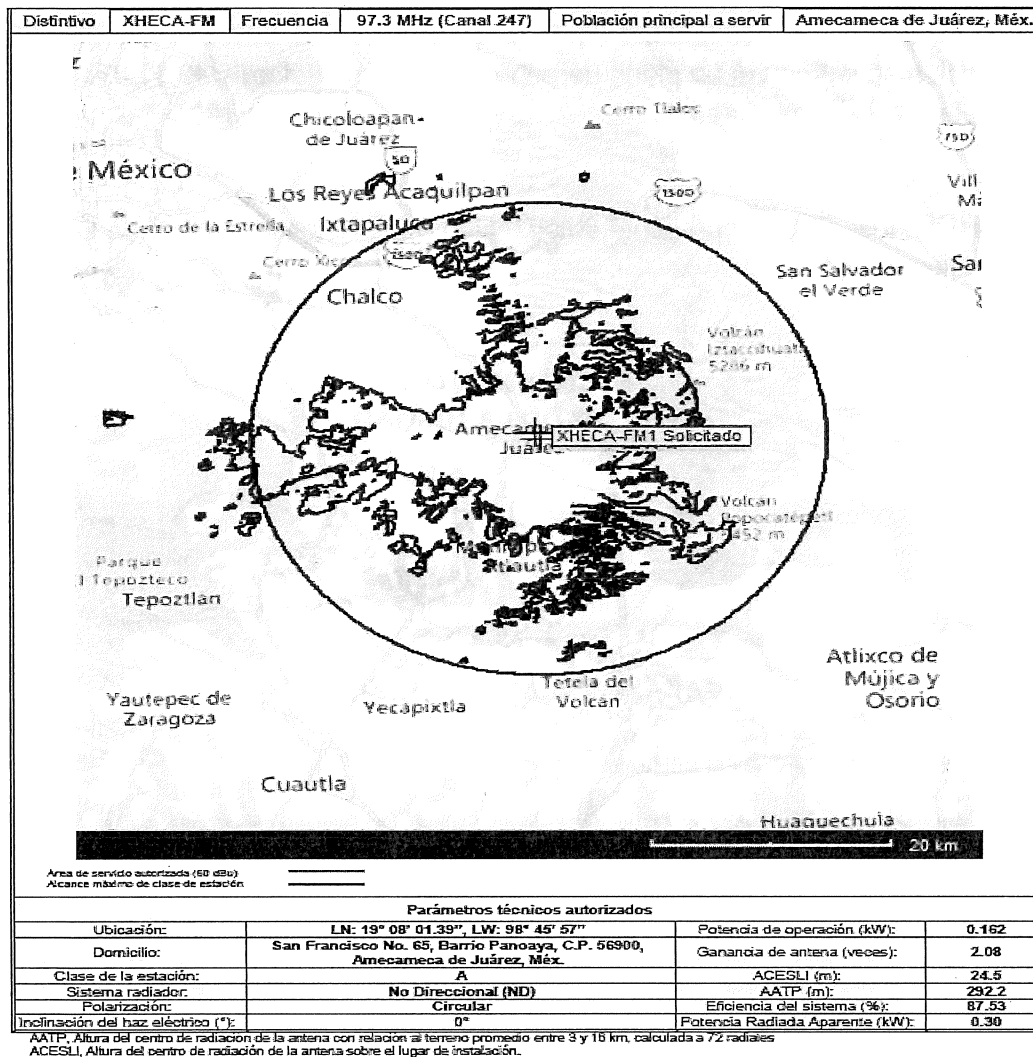 Distintivo XHECA-FM Frecuencia 97.3 MHz (Canal 247) Población principal a servir Amecameca de Juárez, Méx.
Cerro Tlaloc
Chicoloapan
de Juárez
50
150D
México
Los Reyes Acaquilpan
150D
Cerro de la Estrella
Ixtapaluca
150D
San Salvador
el Verde
Chalco
Volcán
Iztaccíhuatl
5286 m
XHECA-FM1 Solicitado
Volcán
Popocatépetl
5452 m
Atlautla
Parque
Tepozteco
Tepoztlán
Atlixco de
Mújica y
Osorio
Tetela del
Volcán
Yautepec de
Zaragoza
Yecapixtla
Cuautla
Huaquechula
20 km
Área de servicio autorizada (60 dBu)
Alcance máximo de clase de estación
Parámetros técnicos autorizados
Ubicación: LN: 19° 08' 01.39", LW: 98° 45' 57" Potencia de operación (kW): 0.162
Domicilio: San Francisco No. 65, Barrio Panoaya, C.P. 56900, Amecameca de Juárez, Méx. Ganancia de antena (veces): 2.08
Clase de la estación: A ACESLI (m): 24.5
Sistema radiador: No Direccional (ND) AATP (m): 292.2
Polarización: Circular Eficiencia del sistema (%): 87.53
Inclinación del haz eléctrico (°): 0° Potencia Radiada Aparente (kW): 0.30
AATP, Altura del centro de radiación de la antena con relación al terreno promedio entre 3 y 16 km, calculada a 72 radiales
ACESLI, Altura del centro de radiación de la antena sobre el lugar de instalación.